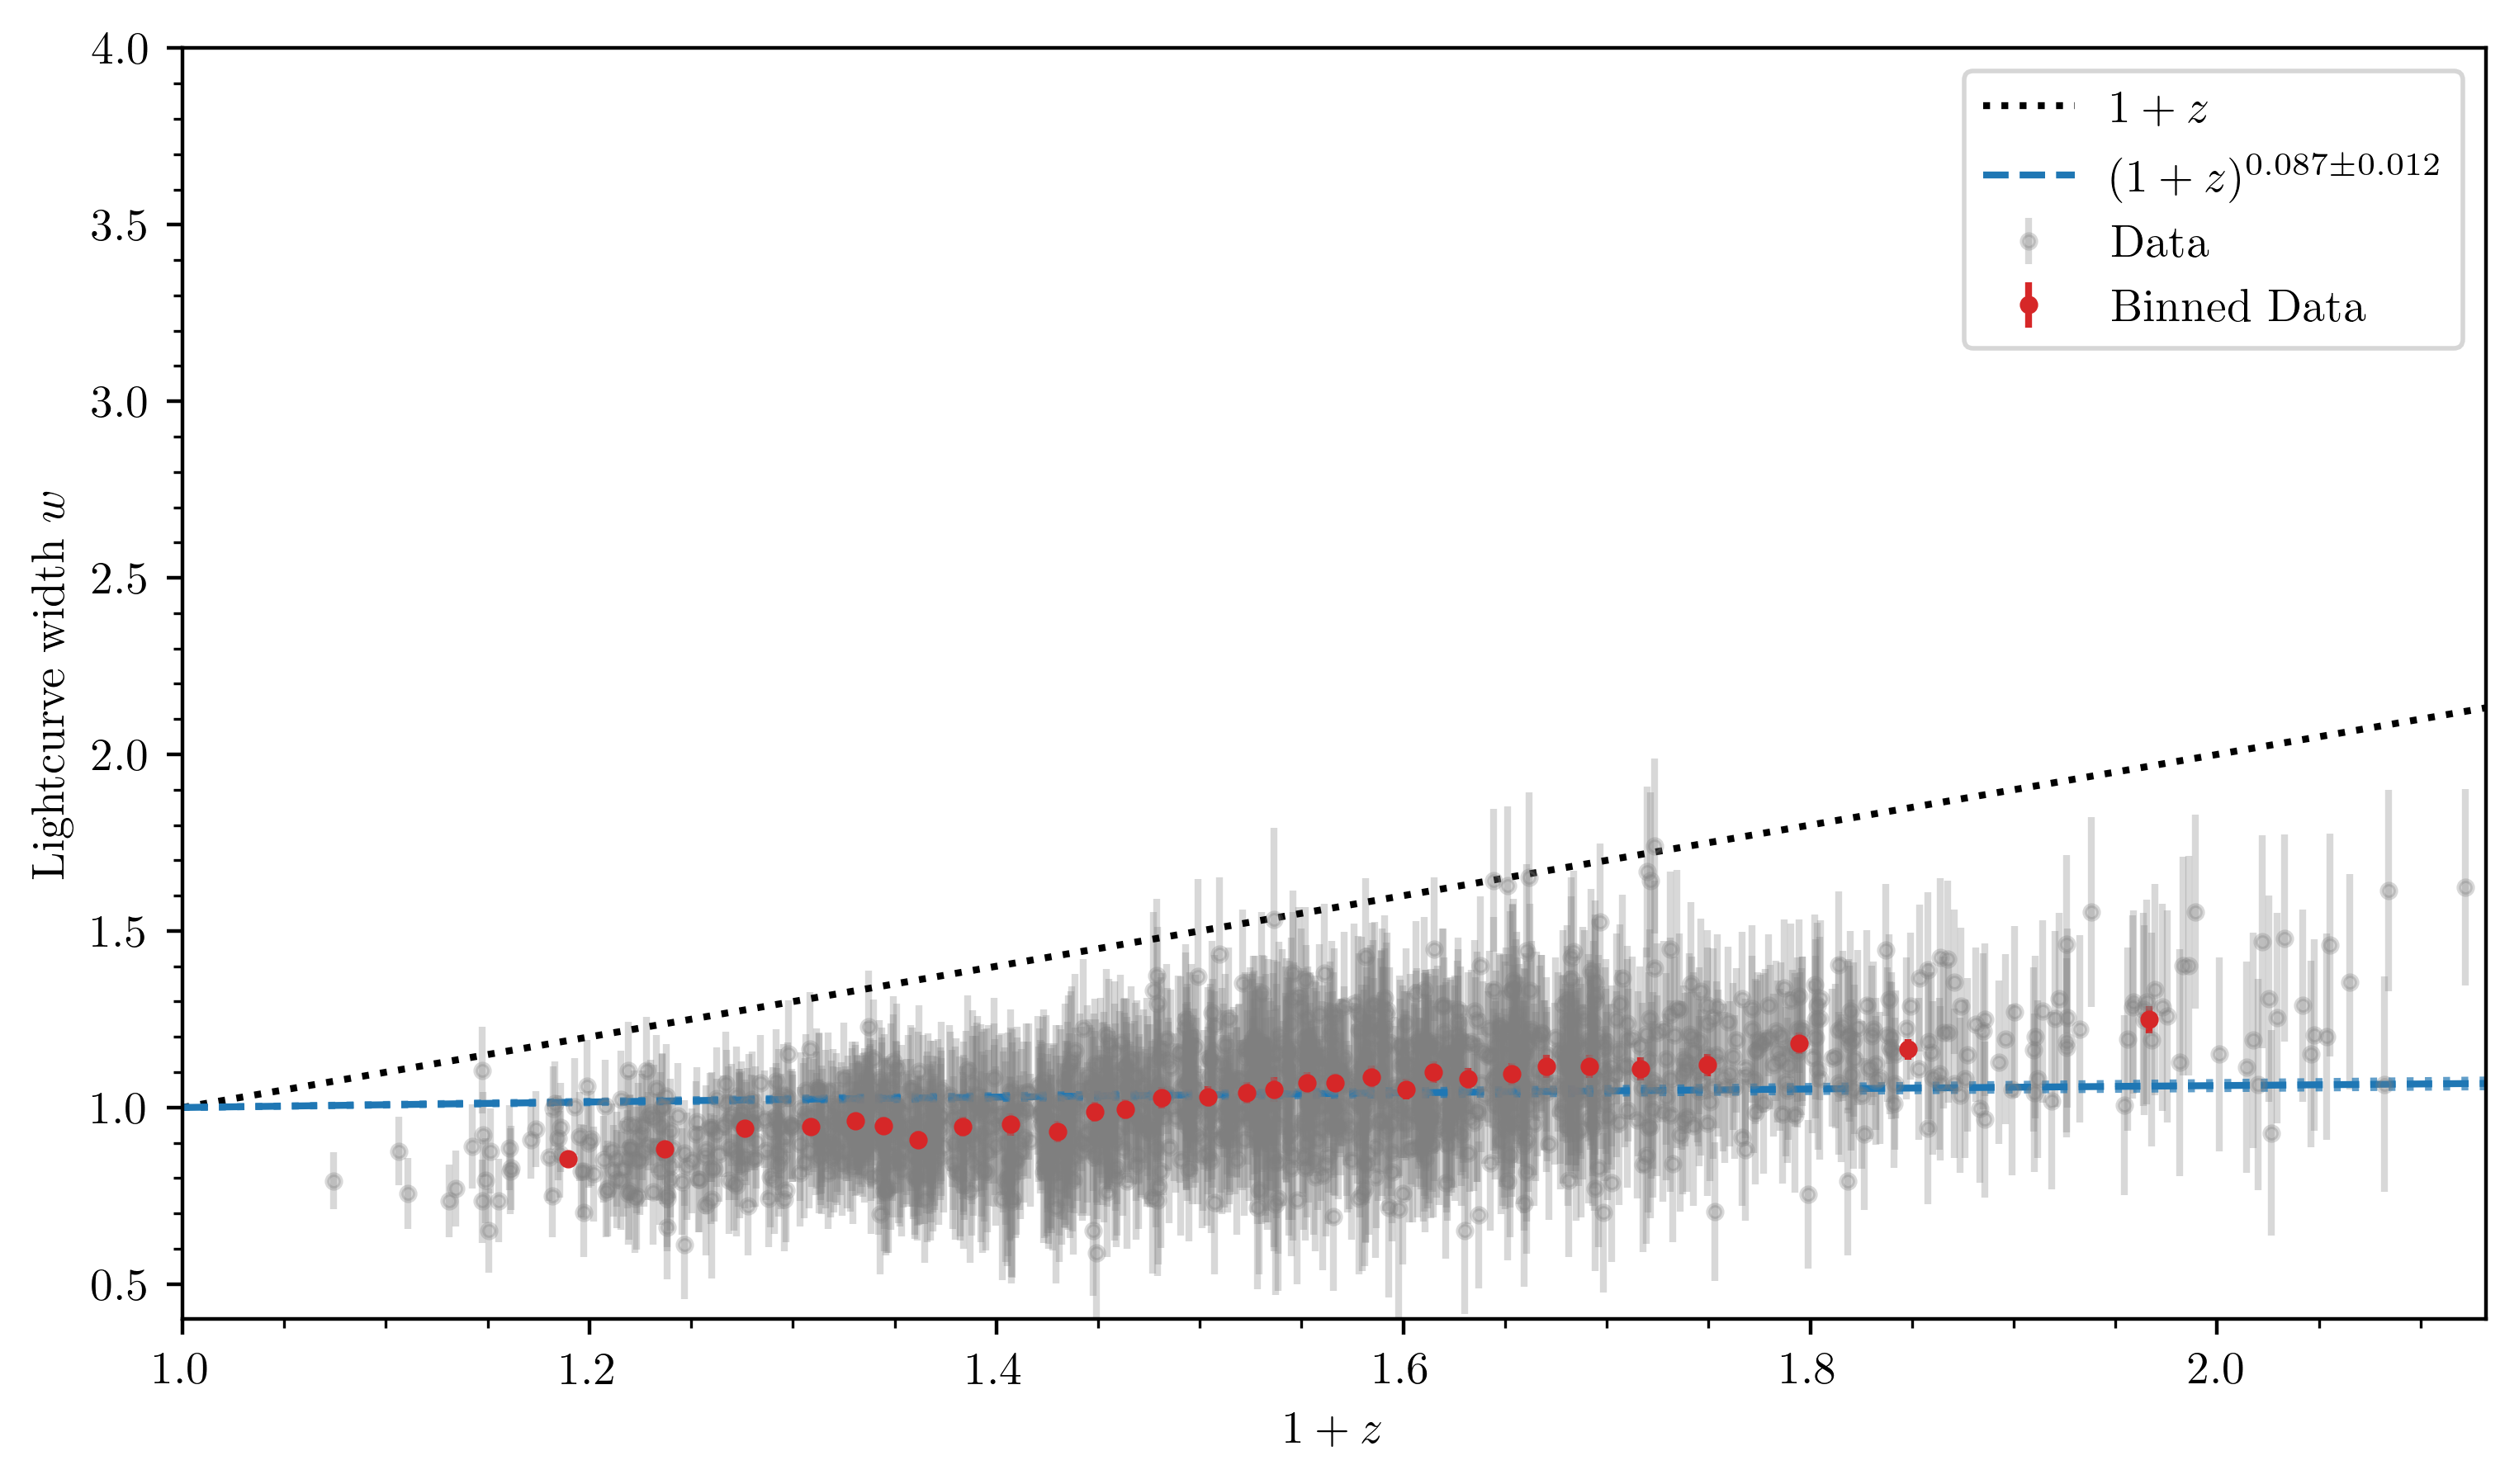 4.0
3.5
3.0
2.5
2.0
1.5
1.0
0.5
Lightcurve width w
1 + z
(1 + z)^{0.087±0.012}
Data
Binned Data
1.0 1.2 1.4 1.6 1.8 2.0
1 + z